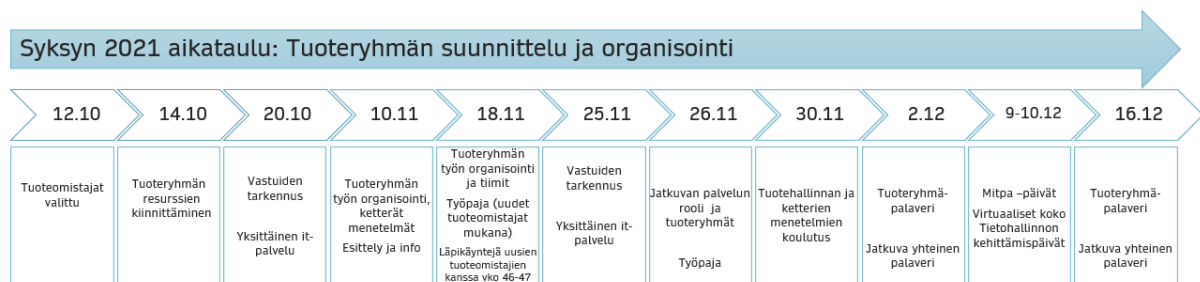 Syksyn 2021 aikataulu: Tuoteryhmän suunnittelu ja organisointi
12.10
14.10
20.10
10.11
18.11
25.11
26.11
30.11
2.12
9-10.12
16.12
Tuoteomistajat
valittu
Tuoteryhmän
resurssien
kiinnittäminen
Vastuiden
tarkennus
Yksittäinen it-
palvelu
Tuoteryhmän
työn organisointi,
ketterät
menetelmät
Esittely ja info
Tuoteryhmän
työn organisointi
ja tiimit
Työpaja (uudet
tuoteomistajat
mukana)
Läpikäyntejä uusien
tuoteomistajien
kanssa vko 46-47
Vastuiden
tarkennus
Yksittäinen it-
palvelu
Jatkuvan palvelun
rooli ja
tuoteryhmät
Työpaja
Tuotehallinnan ja
ketterien
menetelmien
koulutus
Tuoteryhmä-
palaveri
Jatkuva yhteinen
palaveri
Mitpa –päivät
Virtuaaliset koko
Tietohallinnon
kehittämispäivät
Tuoteryhmä-
palaveri
Jatkuva yhteinen
palaveri